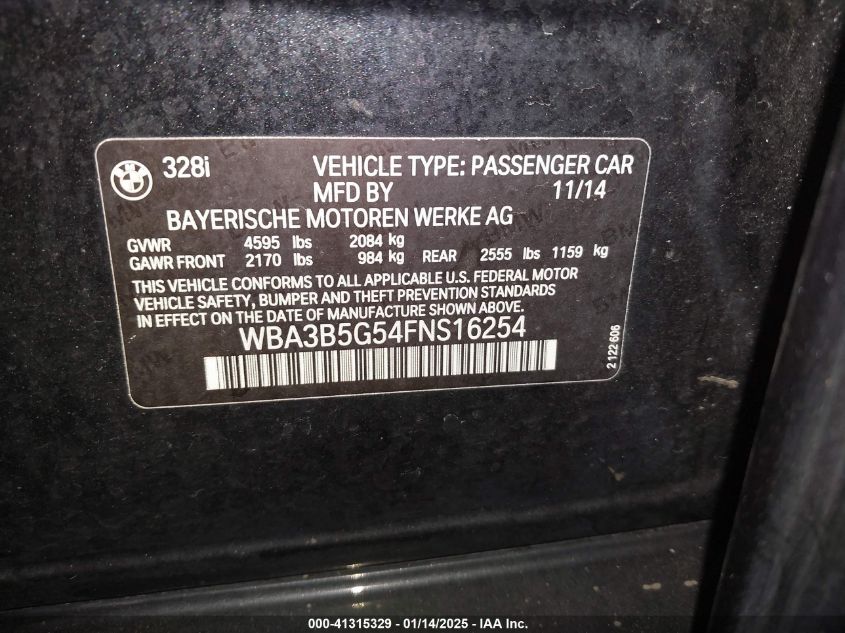 328i VEHICLE TYPE: PASSENGER CAR
MFD BY 11/14
BAYERISCHE MOTOREN WERKE AG
GVWR 4595 lbs 2084 kg
GAWR FRONT 2170 lbs 984 kg REAR 2555 lbs 1159 kg
THIS VEHICLE CONFORMS TO ALL APPLICABLE U.S. FEDERAL MOTOR
VEHICLE SAFETY, BUMPER AND THEFT PREVENTION STANDARDS
IN EFFECT ON THE DATE OF MANUFACTURE SHOWN ABOVE.
WBA3B5G54FNS16254
2 122 606
000-41315329 - 01/14/2025 - IAA Inc.